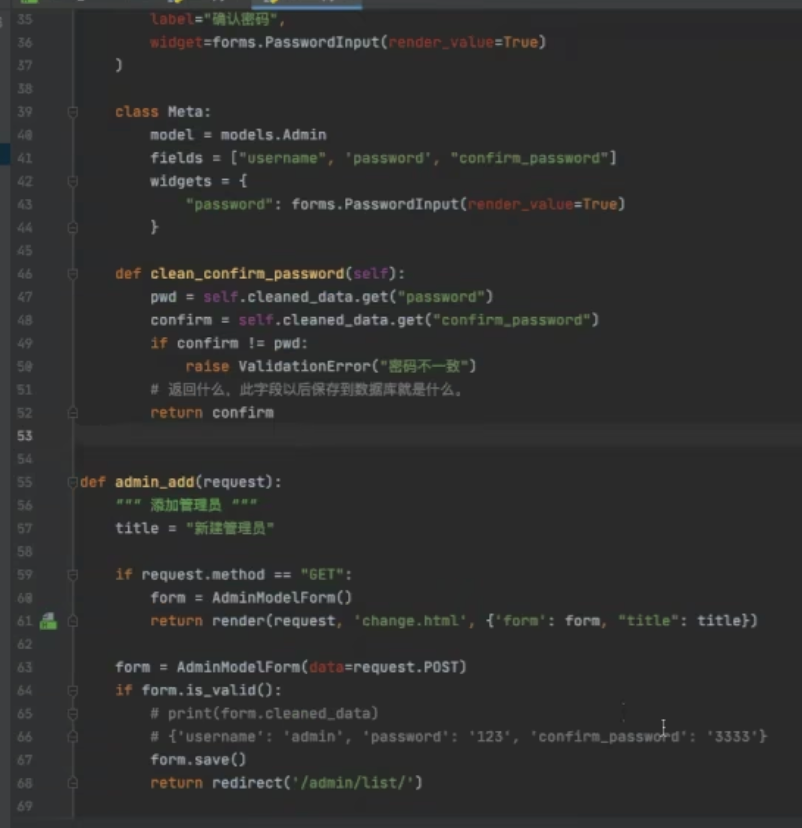 35 label="确认密码",
36 widget=forms.PasswordInput(render_value=True)
37 )
38
39 class Meta:
40 model = models.Admin
41 fields = ["username", 'password', "confirm_password"]
42 widgets = {
43 "password": forms.PasswordInput(render_value=True)
44 }
45
46 def clean_confirm_password(self):
47 pwd = self.cleaned_data.get("password")
48 confirm = self.cleaned_data.get("confirm_password")
49 if confirm != pwd:
50 raise ValidationError("密码不一致")
51 # 返回什么，此字段以后保存到数据库就是什么。
52 return confirm
53
54
55 def admin_add(request):
56 """ 添加管理员 """
57 title = "新建管理员"
58
59 if request.method == "GET":
60 form = AdminModelForm()
61 return render(request, 'change.html', {'form': form, "title": title})
62
63 form = AdminModelForm(data=request.POST)
64 if form.is_valid():
65 # print(form.cleaned_data)
66 # {'username': 'admin', 'password': '123', 'confirm_password': '3333'}
67 form.save()
68 return redirect('/admin/list/')
69